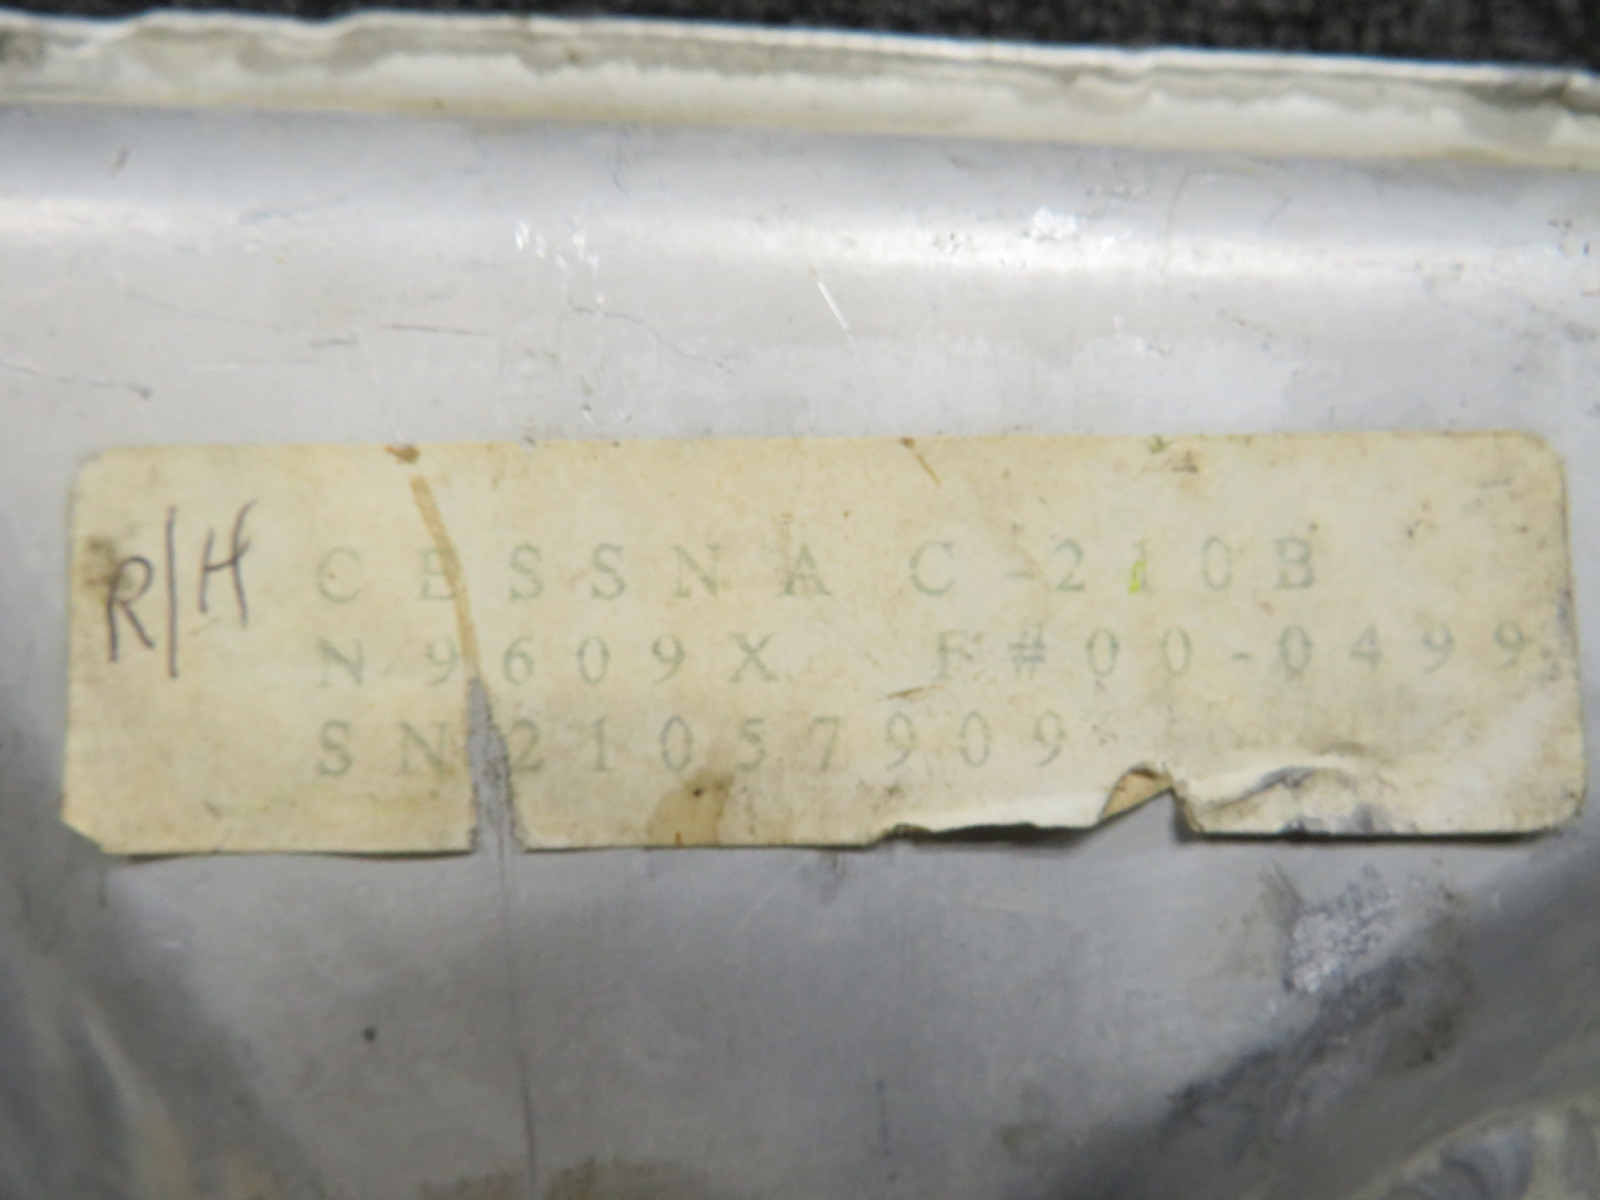 R/H
CESSNA C-210B
N9609X F#00-0499
SN21057909